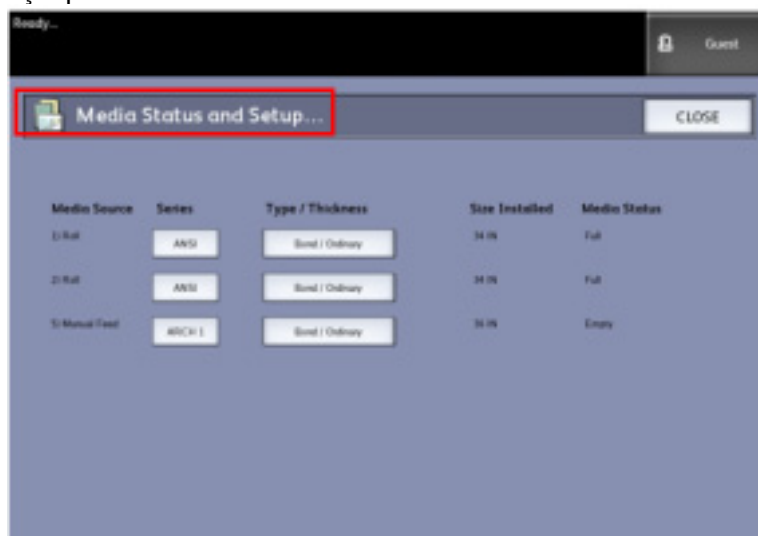 Ready...
Guest
Media Status and Setup...
CLOSE
Media Source Series Type / Thickness Size Installed Media Status
1) Roll ANSI Bond / Ordinary 34 IN Full
2) Roll ANSI Bond / Ordinary 34 IN Full
5) Manual Feed ARCH 1 Bond / Ordinary 36 IN Empty